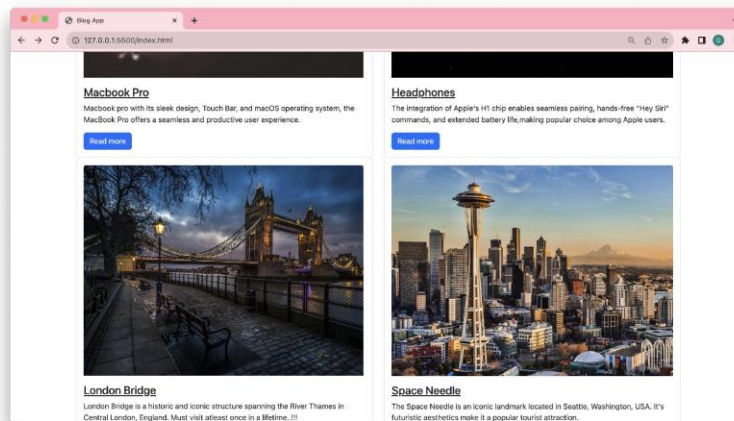 Blog App
127.0.0.1:5500/index.html
Macbook Pro
Macbook pro with its sleek design, Touch Bar, and macOS operating system, the
MacBook Pro offers a seamless and productive user experience.
Read more
Headphones
The integration of Apple's H1 chip enables seamless pairing, hands-free "Hey Siri"
commands, and extended battery life,making popular choice among Apple users.
Read more
London Bridge
London Bridge is a historic and iconic structure spanning the River Thames in
Central London, England. Must visit atleast once in a lifetime..!!!
Space Needle
The Space Needle is an iconic landmark located in Seattle, Washington, USA. It's
futuristic aesthetics make it a popular tourist attraction.